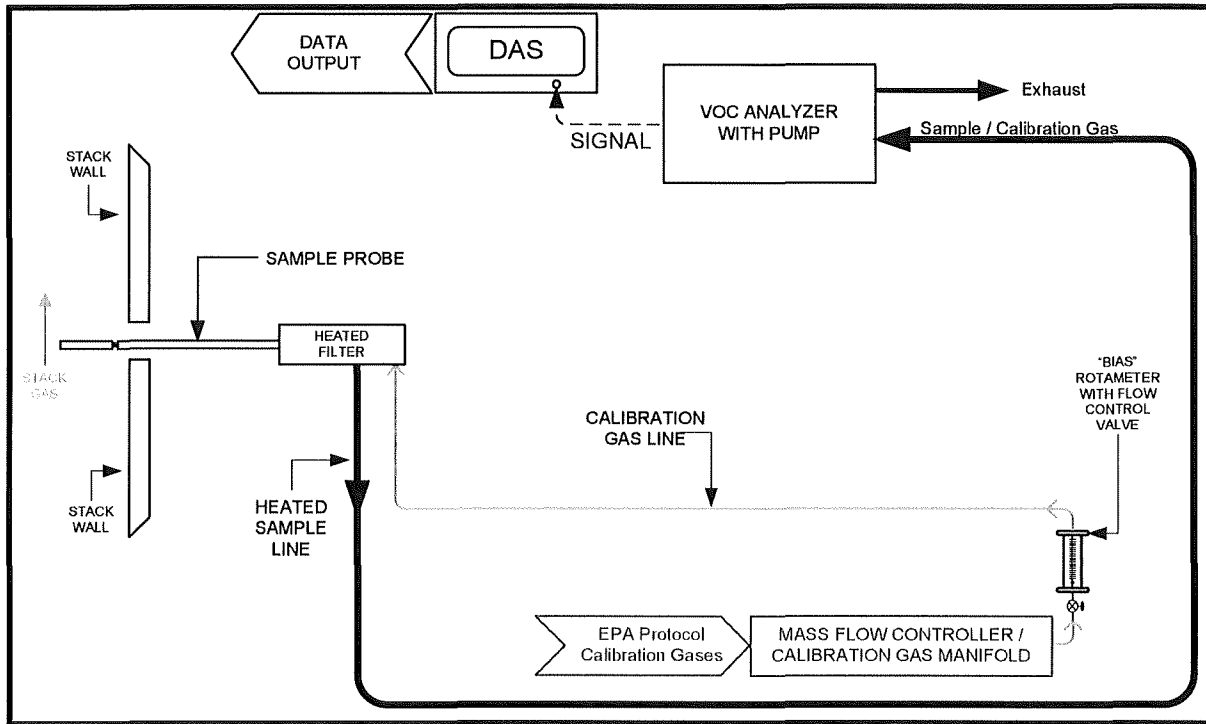 DATA
OUTPUT
DAS
VOC ANALYZER
WITH PUMP
Exhaust
Sample / Calibration Gas
SIGNAL
STACK
WALL
SAMPLE PROBE
HEATED
FILTER
STACK
GAS
"BIAS"
ROTAMETER
WITH FLOW
CONTROL
VALVE
CALIBRATION
GAS LINE
STACK
WALL
HEATED
SAMPLE
LINE
EPA Protocol
Calibration Gases
MASS FLOW CONTROLLER /
CALIBRATION GAS MANIFOLD